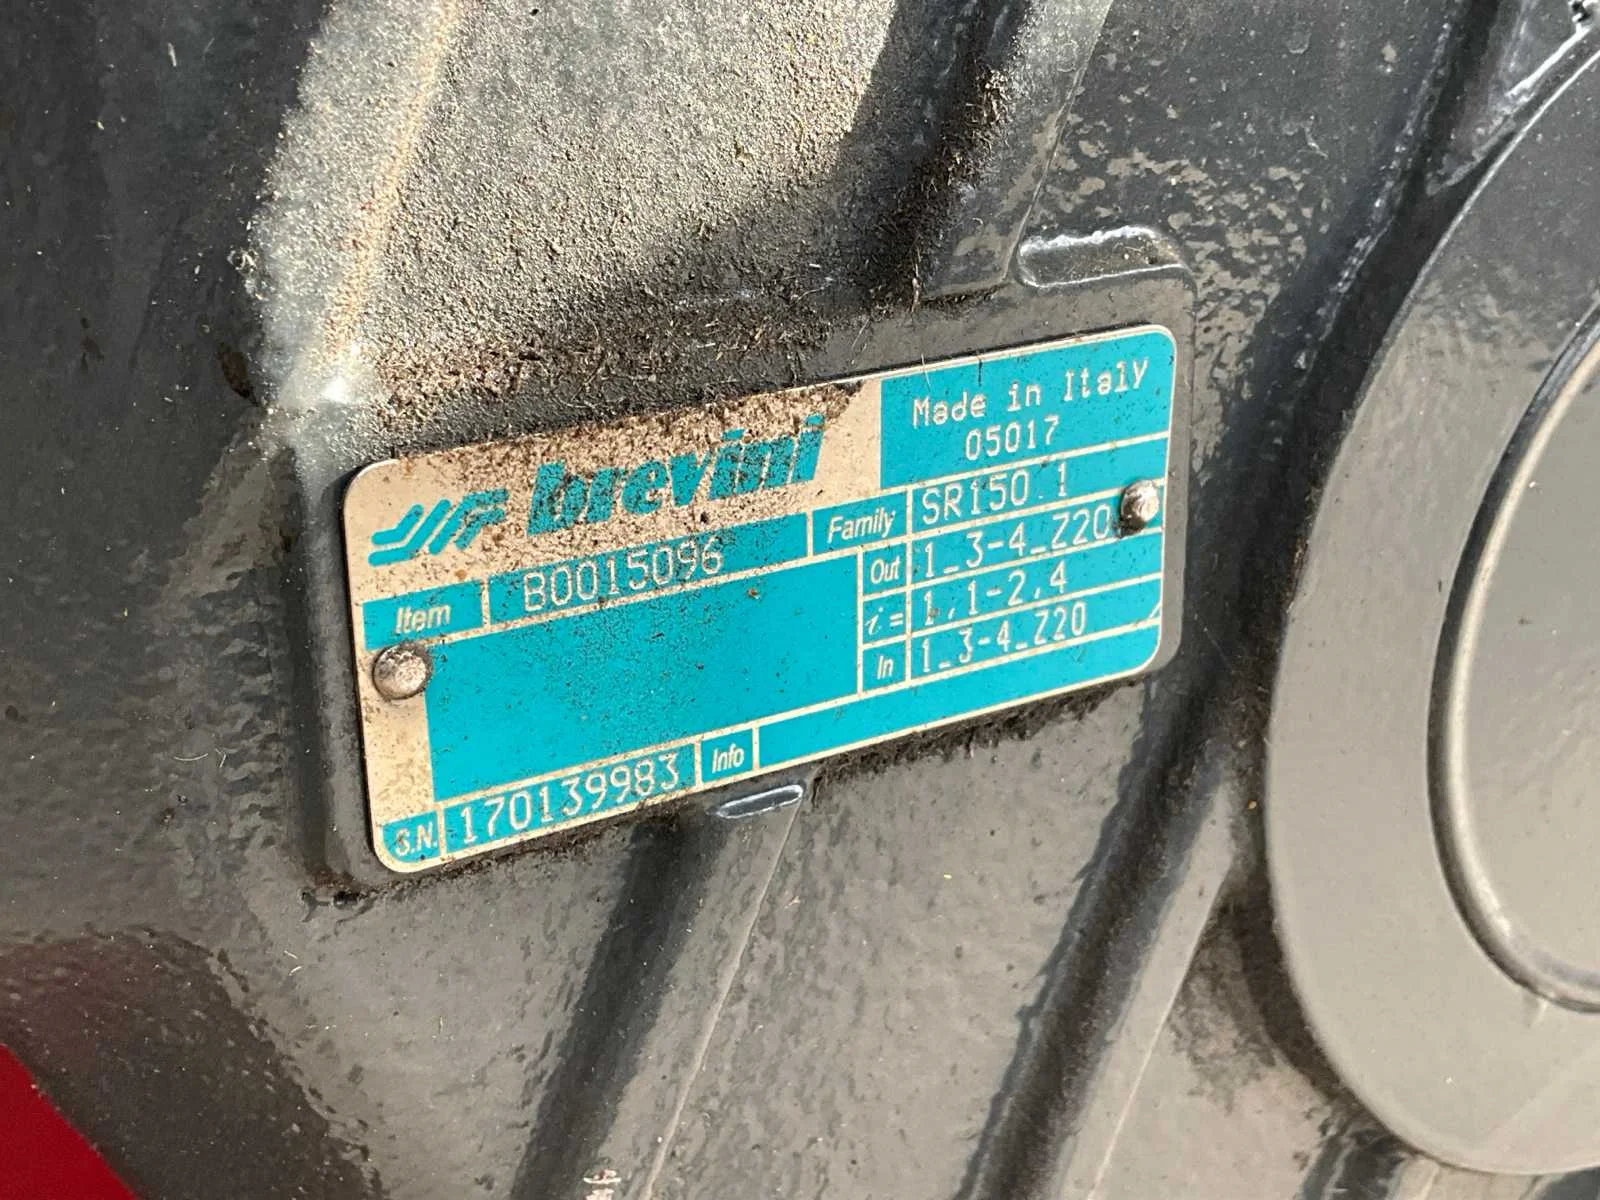 brevini
Made in Italy
05017
Item B0015096
Family SR150.1
Out 1_3-4_Z20
i = 1,1-2,4
In 1_3-4_Z20
S.N. 170139983
Info